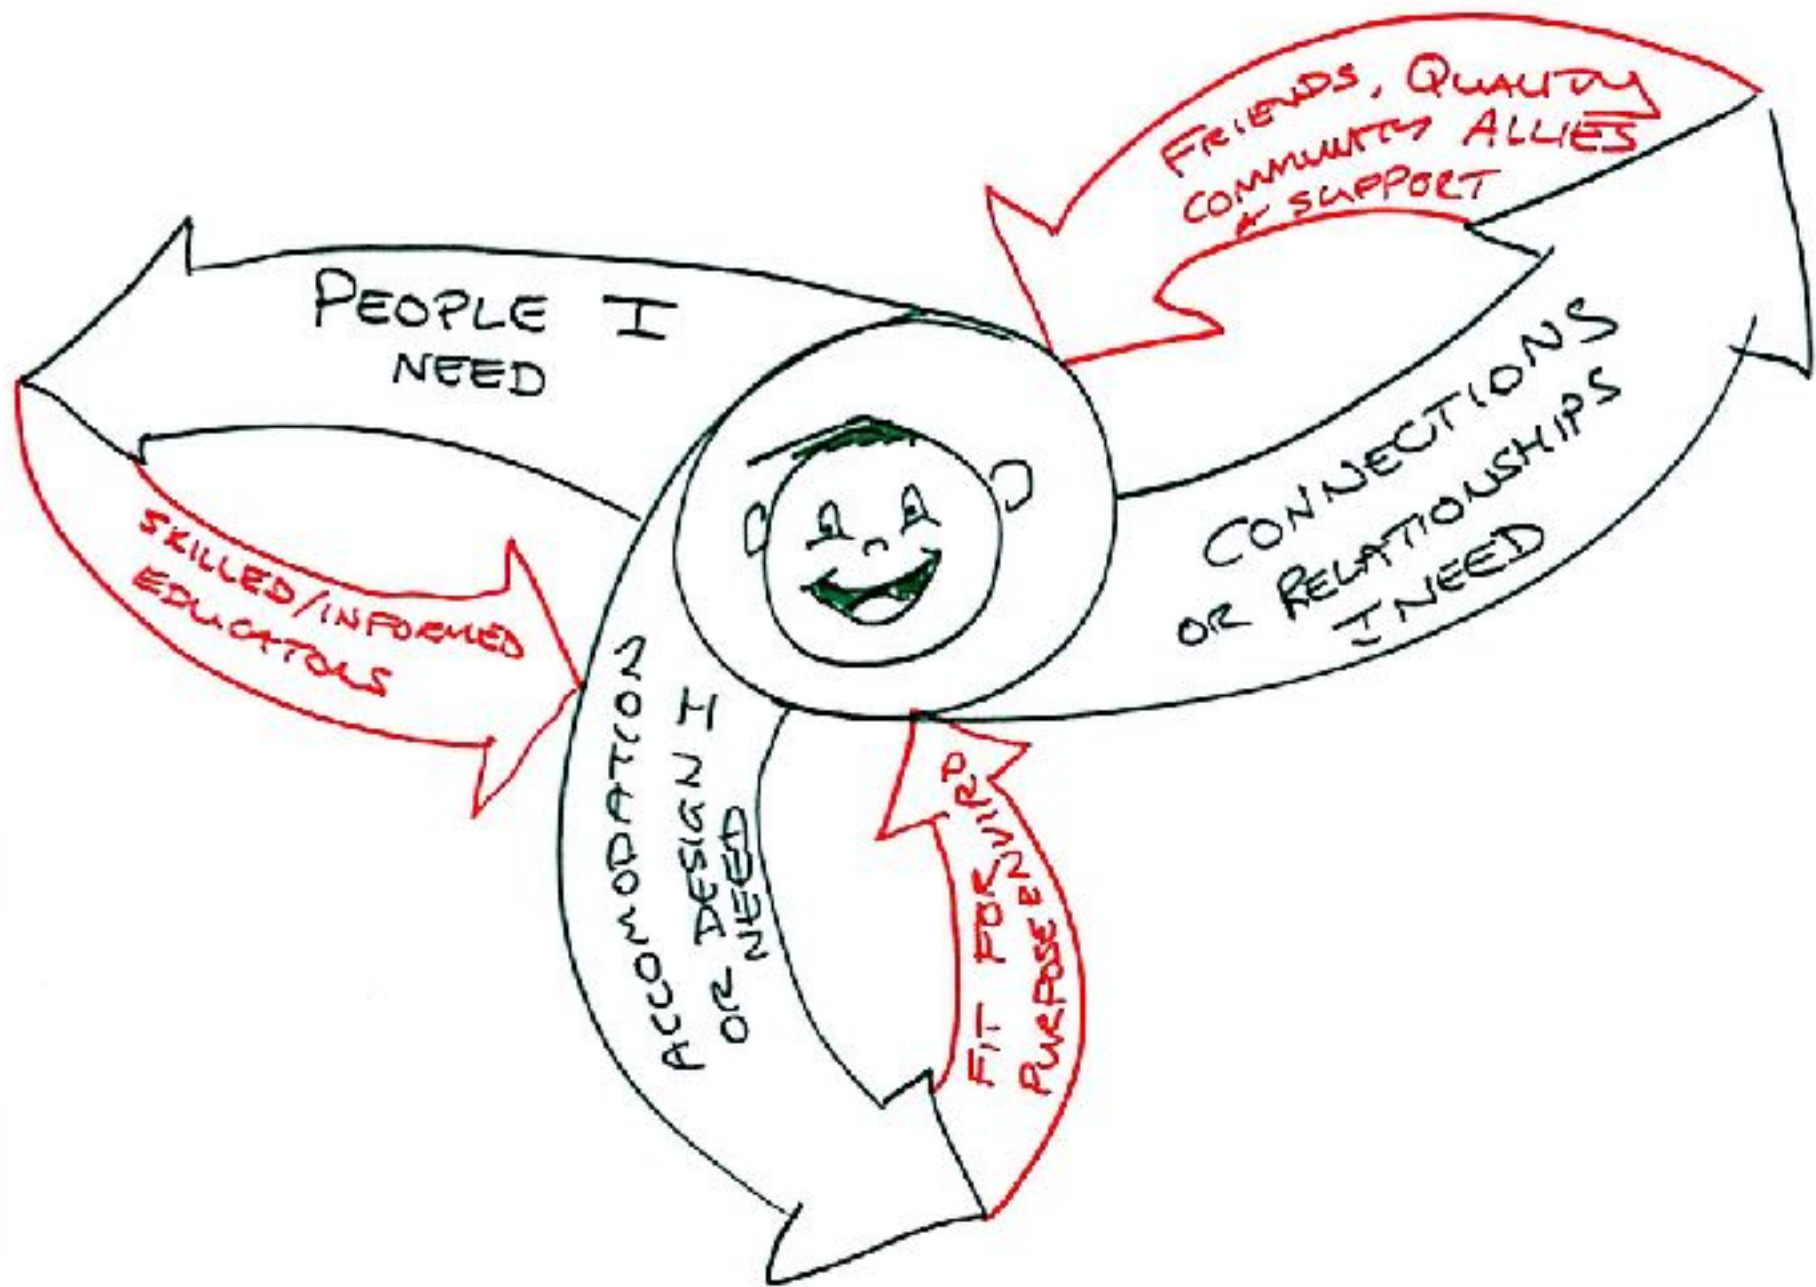 FRIENDS, QUALITY
COMMUNITY ALLIES
& SUPPORT
PEOPLE I
NEED
CONNECTIONS
OR RELATIONSHIPS
I NEED
SKILLED/INFORMED
EDUCATORS
ACCOMODATION
OR DESIGN I
NEED
FIT FOR
PURPOSE ENVIR